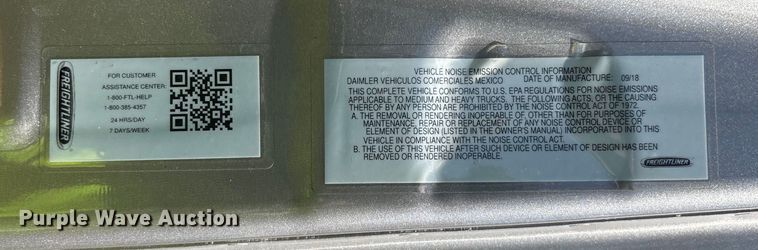 FREIGHTLINER
FOR CUSTOMER
ASSISTANCE CENTER:
1-800-FTL-HELP
1-800-385-4357
24 HRS/DAY
7 DAYS/WEEK
VEHICLE NOISE EMISSION CONTROL INFORMATION
DAIMLER VEHICULOS COMERCIALES MEXICO DATE OF MANUFACTURE: 09/18
THIS COMPLETE VEHICLE CONFORMS TO U.S. EPA REGULATIONS FOR NOISE EMISSIONS
APPLICABLE TO MEDIUM AND HEAVY TRUCKS. THE FOLLOWING ACTS, OR THE CAUSING
THEREOF BY ANY PERSON ARE PROHIBITED BY THE NOISE CONTROL ACT OF 1972.
A. THE REMOVAL OR RENDERING INOPERABLE OF, OTHER THAN FOR PURPOSES OF
MAINTENANCE, REPAIR OR REPLACEMENT OF ANY NOISE CONTROL DEVICE OR
ELEMENT OF DESIGN (LISTED IN THE OWNER'S MANUAL) INCORPORATED INTO THIS
VEHICLE IN COMPLIANCE WITH THE NOISE CONTROL ACT.
B. THE USE OF THIS VEHICLE AFTER SUCH DEVICE OR ELEMENT OF DESIGN HAS BEEN
REMOVED OR RENDERED INOPERABLE.
FREIGHTLINER
Purple Wave Auction